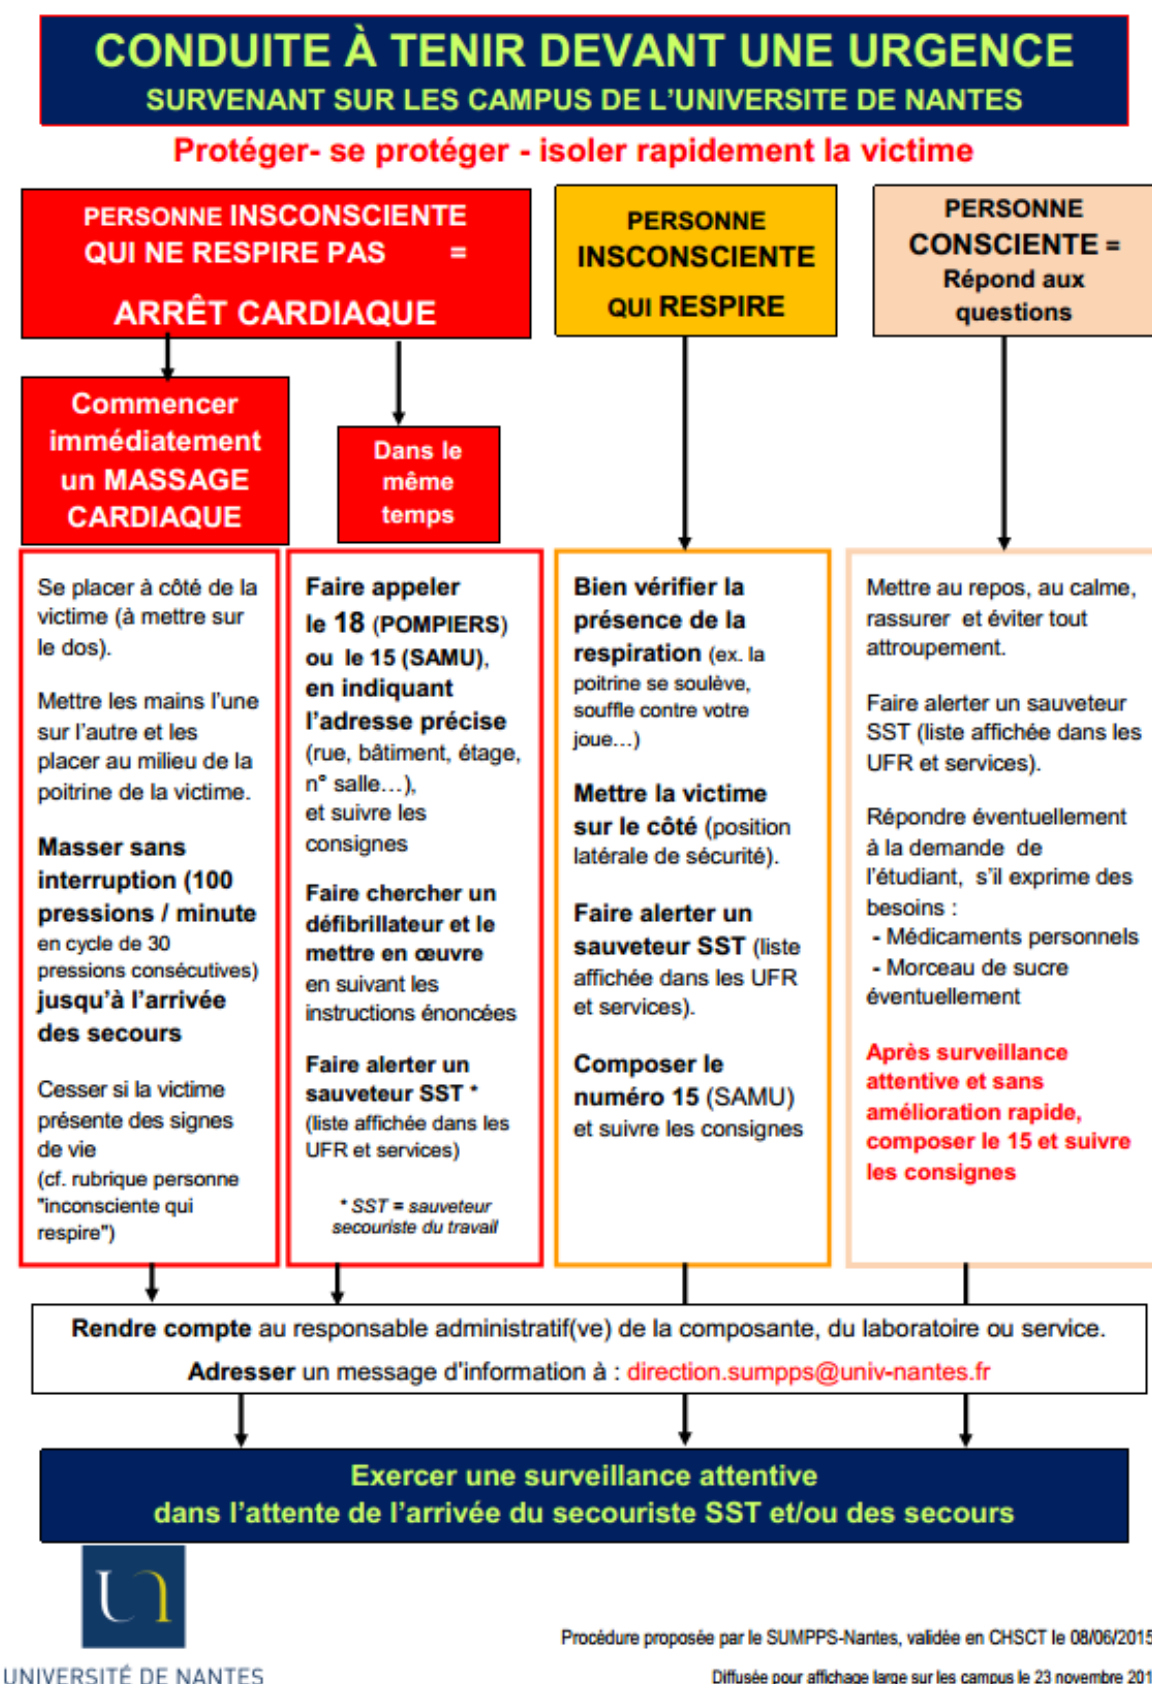 CONDUITE À TENIR DEVANT UNE URGENCE
SURVENANT SUR LES CAMPUS DE L'UNIVERSITE DE NANTES
Protéger- se protéger - isoler rapidement la victime
PERSONNE INSCONSCIENTE
QUI NE RESPIRE PAS =
ARRÊT CARDIAQUE
Commencer
immédiatement
un MASSAGE
CARDIAQUE
Se placer à côté de la
victime (à mettre sur
le dos).
Mettre les mains l'une
sur l'autre et les
placer au milieu de la
poitrine de la victime.
Masser sans
interruption (100
pressions / minute
en cycle de 30
pressions consécutives)
jusqu'à l'arrivée
des secours
Cesser si la victime
présente des signes
de vie
(cf. rubrique personne
"inconsciente qui
respire")
Dans le
même
temps
Faire appeler
le 18 (POMPIERS)
ou le 15 (SAMU),
en indiquant
l'adresse précise
(rue, bâtiment, étage,
n° salle…),
et suivre les
consignes
Faire chercher un
défibrillateur et le
mettre en œuvre
en suivant les
instructions énoncées
Faire alerter un
sauveteur SST *
(liste affichée dans les
UFR et services)
* SST = sauveteur
secouriste du travail
PERSONNE
INSCONSCIENTE
QUI RESPIRE
Bien vérifier la
présence de la
respiration (ex. la
poitrine se soulève,
souffle contre votre
joue…)
Mettre la victime
sur le côté (position
latérale de sécurité).
Faire alerter un
sauveteur SST (liste
affichée dans les UFR
et services).
Composer le
numéro 15 (SAMU)
et suivre les consignes
PERSONNE
CONSCIENTE =
Répond aux
questions
Mettre au repos, au calme,
rassurer et éviter tout
attroupement.
Faire alerter un sauveteur
SST (liste affichée dans les
UFR et services).
Répondre éventuellement
à la demande de
l'étudiant, s'il exprime des
besoins :
- Médicaments personnels
- Morceau de sucre
éventuellement
Après surveillance
attentive et sans
amélioration rapide,
composer le 15 et suivre
les consignes
Rendre compte au responsable administratif(ve) de la composante, du laboratoire ou service.
Adresser un message d'information à : direction.sumpps@univ-nantes.fr
Exercer une surveillance attentive
dans l'attente de l'arrivée du secouriste SST et/ou des secours
UNIVERSITÉ DE NANTES
Procédure proposée par le SUMPPS-Nantes, validée en CHSCT le 08/06/2015
Diffusée pour affichage large sur les campus le 23 novembre 201